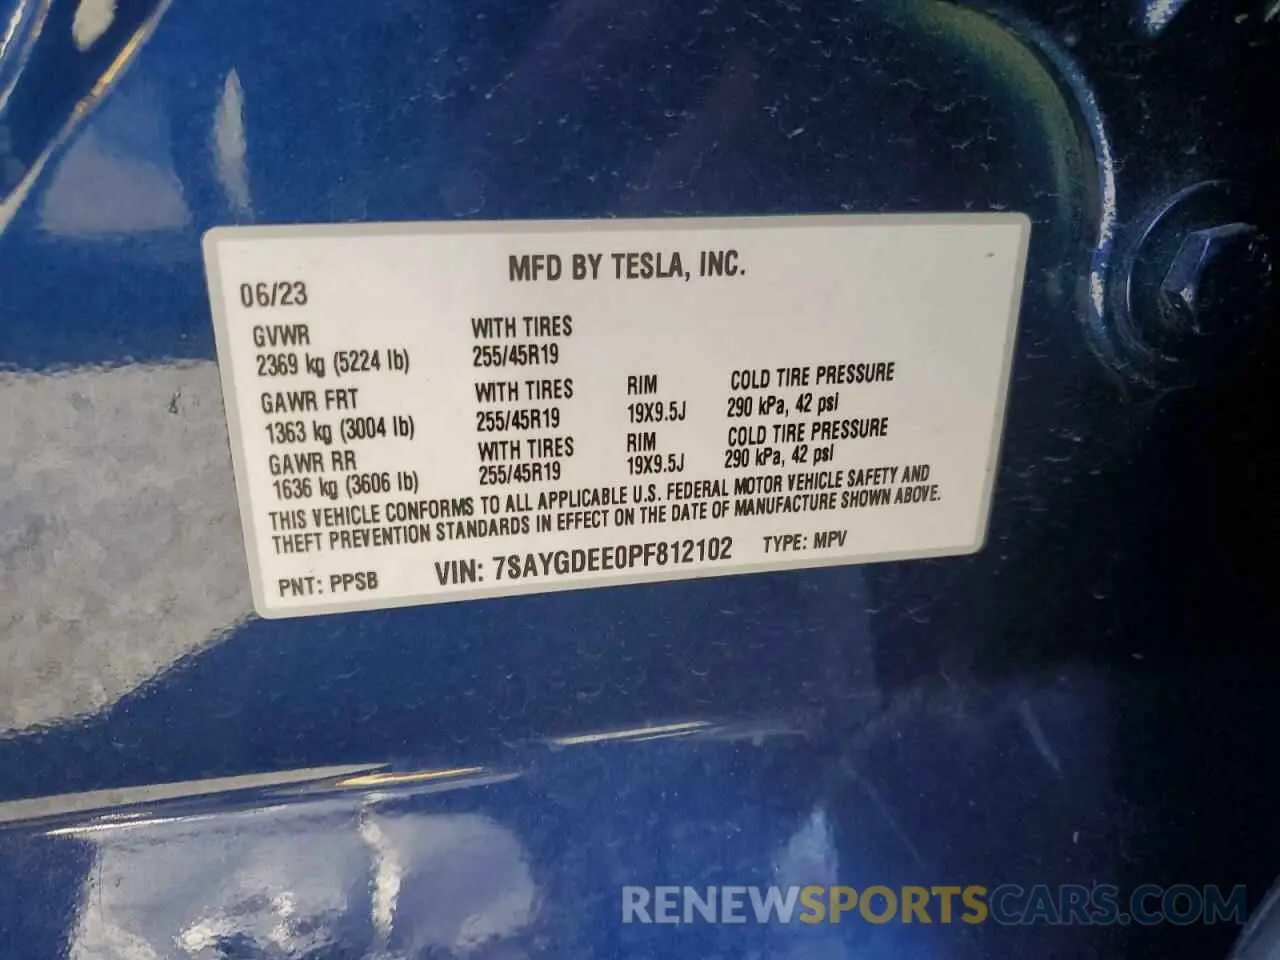 MFD BY TESLA, INC.
06/23
GVWR WITH TIRES
2369 kg (5224 lb) 255/45R19
GAWR FRT WITH TIRES RIM COLD TIRE PRESSURE
1363 kg (3004 lb) 255/45R19 19X9.5J 290 kPa, 42 psi
GAWR RR WITH TIRES RIM COLD TIRE PRESSURE
1636 kg (3606 lb) 255/45R19 19X9.5J 290 kPa, 42 psi
THIS VEHICLE CONFORMS TO ALL APPLICABLE U.S. FEDERAL MOTOR VEHICLE SAFETY AND
THEFT PREVENTION STANDARDS IN EFFECT ON THE DATE OF MANUFACTURE SHOWN ABOVE.
PNT: PPSB VIN: 7SAYGDEE0PF812102 TYPE: MPV
RENEWSPORTSCARS.COM